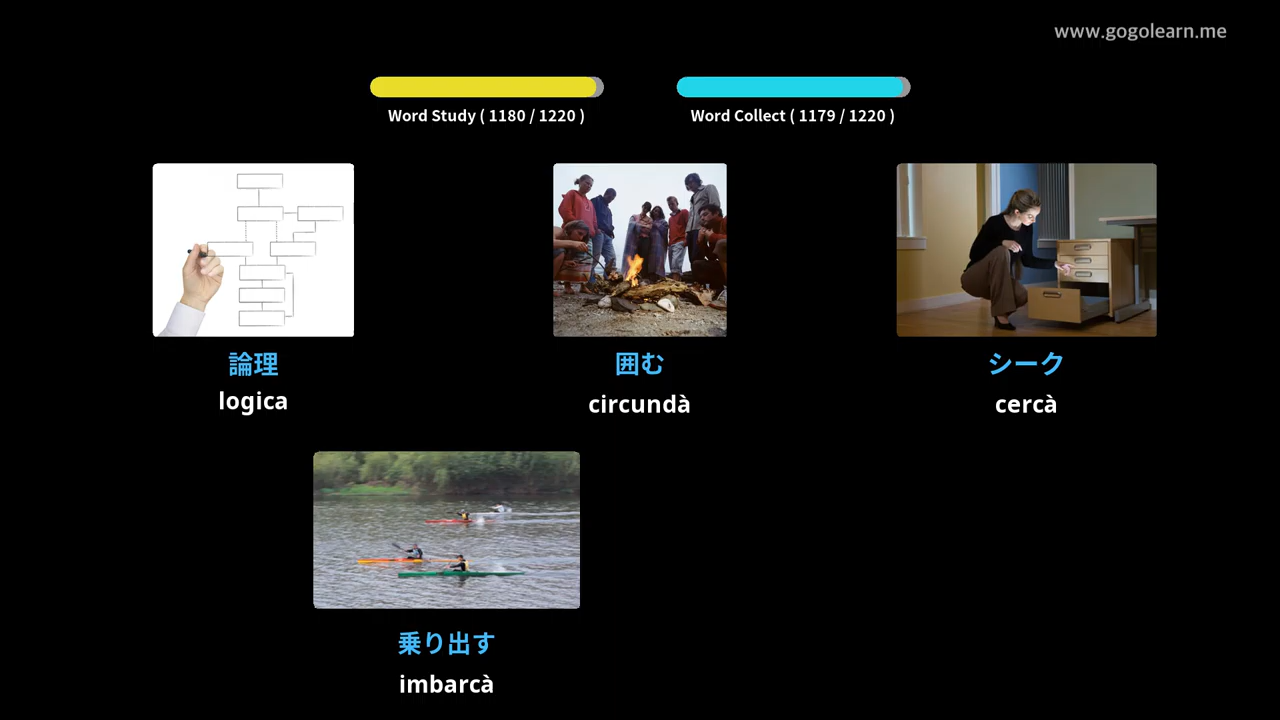 www.gogolearn.me
Word Study ( 1180 / 1220 )
Word Collect ( 1179 / 1220 )
論理
logica
囲む
circundà
シーク
cercà
乗り出す
imbarcà